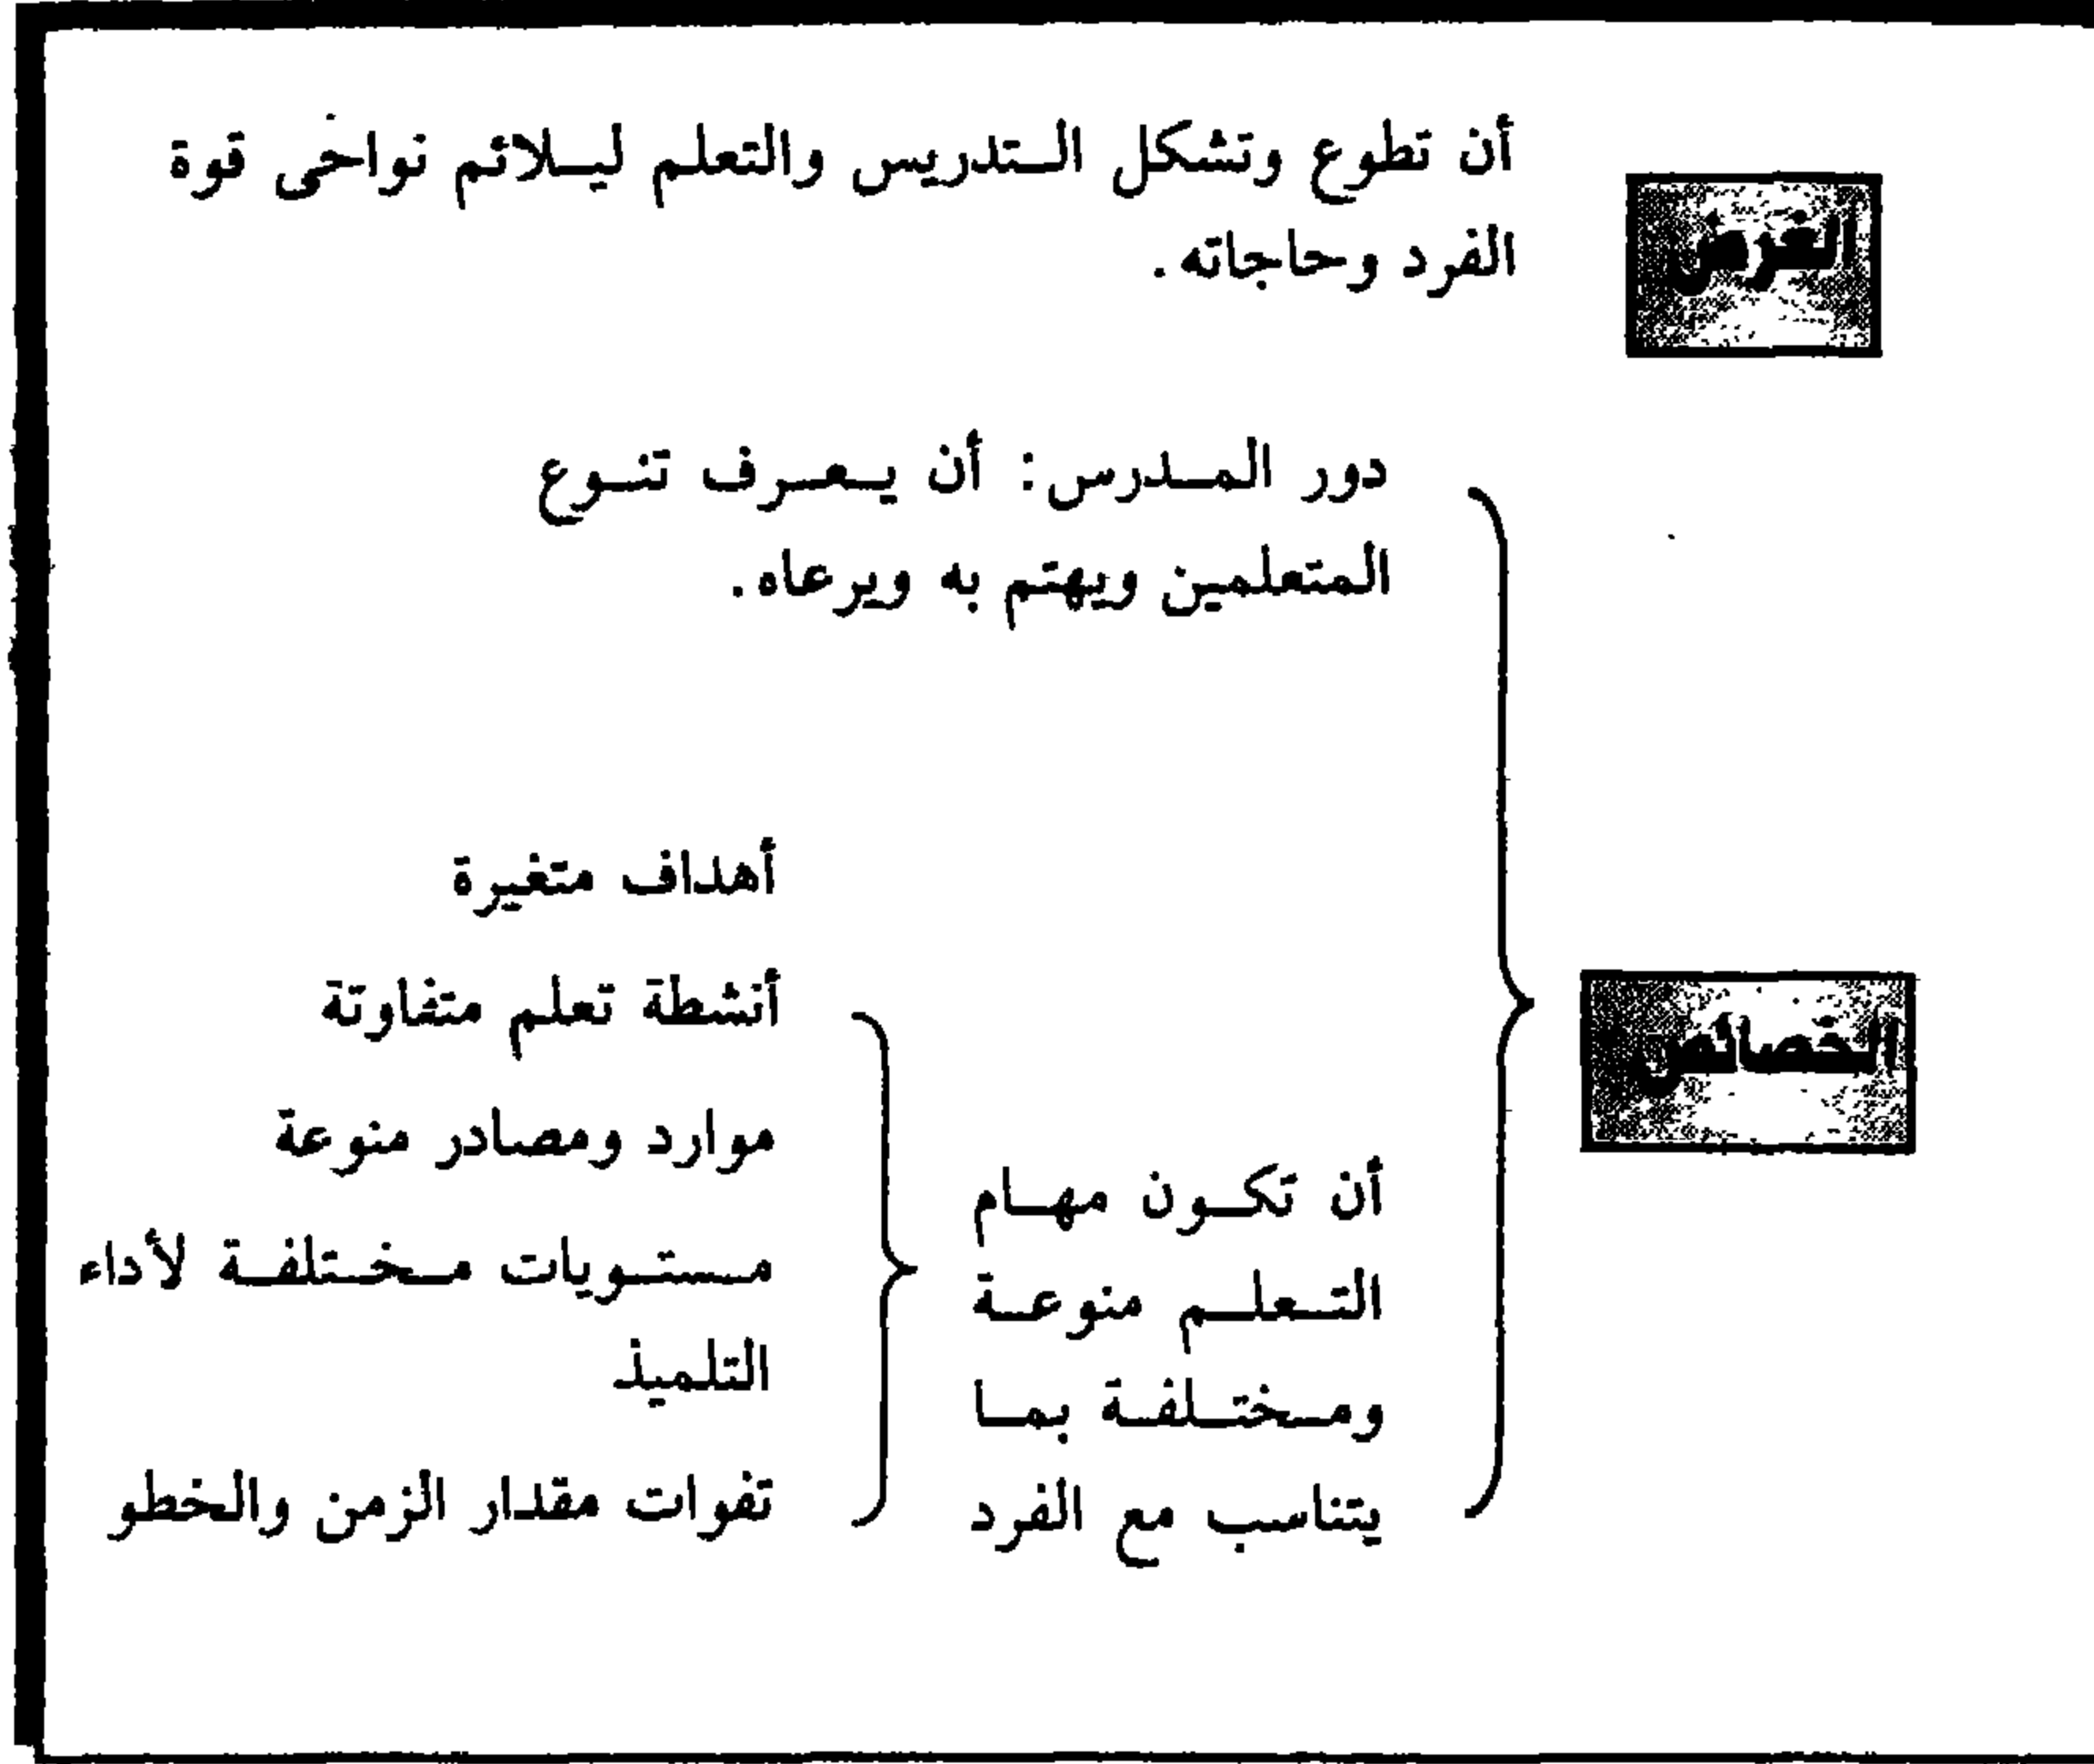 الغرض
أن تطوع وتشكل التدريس والتعلم ليلائم نواحى قوة
الفرد وحاجاته.
الخصائص
دور المدرس: أن يعرف تنوع
المتعلمين ويهتم به ويرعاه.
أن تكون مهام
التعلم منوعة
ومختلفة بما
يتناسب مع الفرد
أهداف متغيرة
أنشطة تعلم متفاوتة
موارد ومصادر منوعة
مستويات مختلفة لأداء
التلميذ
تفوات مقدار الزمن والخطو